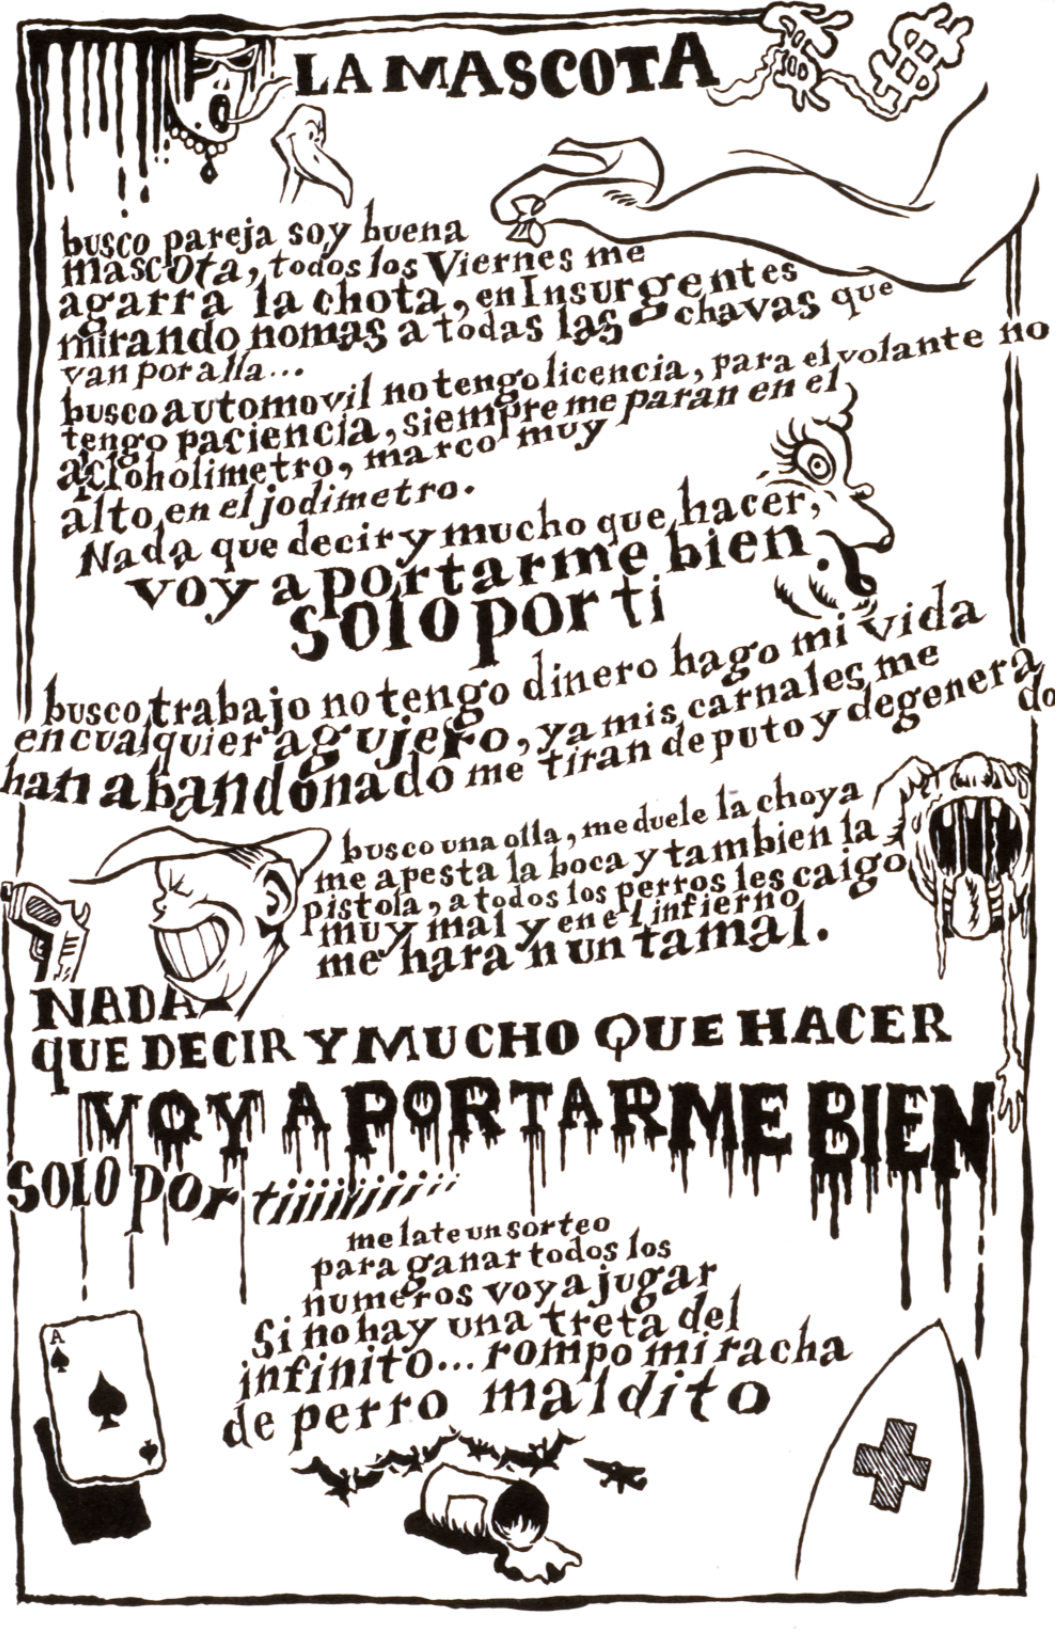 LA MASCOTA
busco pareja soy buena
mascota, todos los Viernes me
agarra la chota, en Insurgentes
mirando nomas a todas las chavas que
van por alla...
busco automovil no tengo licencia, para el volante no
tengo paciencia, siempre me paran en el
alcoholimetro, marco muy
alto en el jodimetro.
Nada que decir y mucho que hacer,
voy a portarme bien
solo por ti
busco trabajo no tengo dinero hago mi vida
en cualquier agujero, ya mis carnales me
han abandonado me tiran de puto y degenera
do
busco una olla, me duele la choya
me apesta la boca y tambien la
pistola, a todos los perros les caigo
muy mal y en el infierno
me haran un tamal.
NADA
QUE DECIR Y MUCHO QUE HACER
VOY A PORTARME BIEN
SOLO POR tiiiiiiiiii
me late un sorteo
para ganar todos los
numeros voy a jugar
Si no hay una treta del
infinito... rompo mi racha
de perro maldito
A